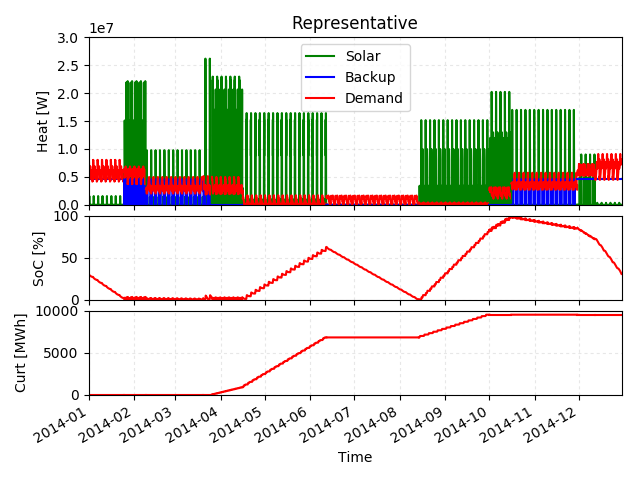 Representative
1e7
3.0
2.5
2.0
1.5
1.0
0.5
0.0
Heat [W]
Solar
Backup
Demand
100
50
0
SoC [%]
10000
5000
0
Curt [MWh]
2014-01
2014-02
2014-03
2014-04
2014-05
2014-06
2014-07
2014-08
2014-09
2014-10
2014-11
2014-12
Time